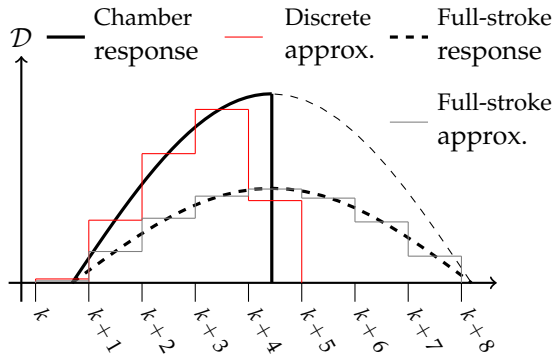 Chamber response
Discrete approx.
Full-stroke response
Full-stroke approx.
𝒟
k
k+1
k+2
k+3
k+4
k+5
k+6
k+7
k+8